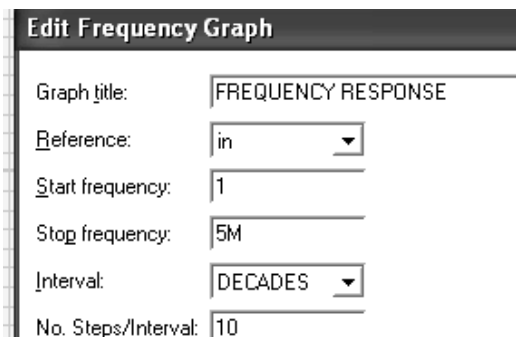 Edit Frequency Graph
Graph title: FREQUENCY RESPONSE
Reference: in
Start frequency: 1
Stop frequency: 5M
Interval: DECADES
No. Steps/Interval: 10